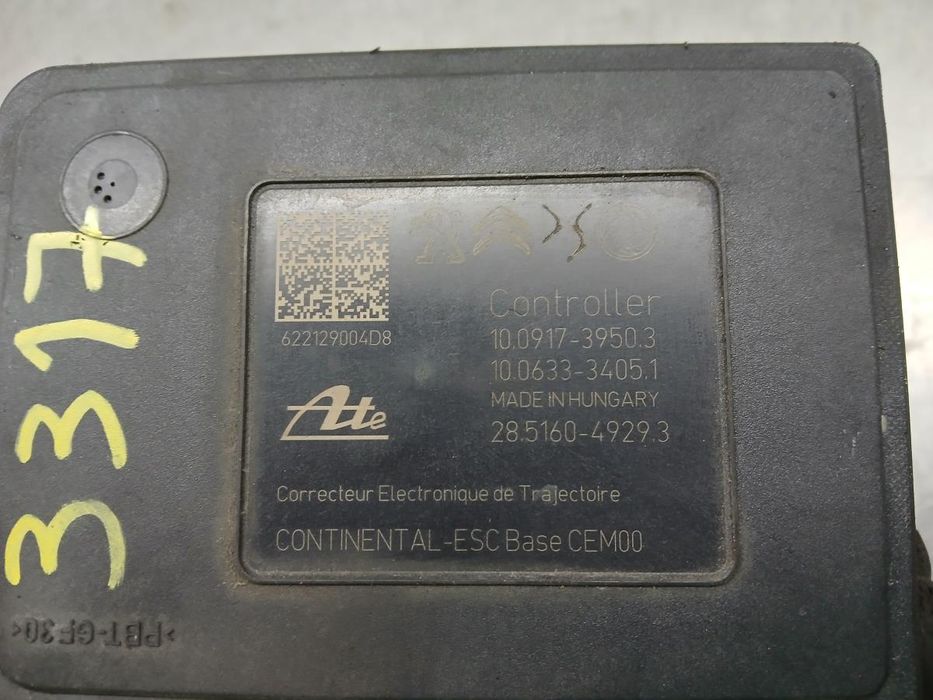 3317
622129004D8
Controller
10.0917-3950.3
10.0633-3405.1
MADE iN HUNGARY
28.5160-4929.3
Ate
Correcteur Electronique de Trajectoire
CONTINENTAL-ESC Base CEM00
>PBT-GF30<